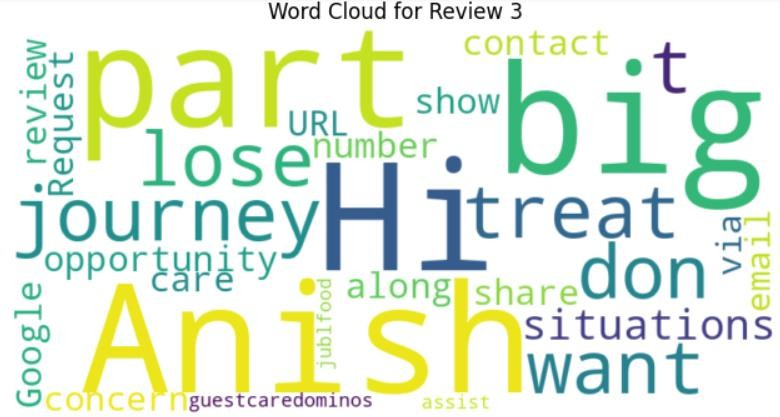 Word Cloud for Review 3
review
Request
part
contact
t
big
URL
show
lose
number
Hi
journey
treat
opportunity
care
don
via
email
Google
Anish
jublfood
along
share
situations
want
concern
guestcaredominos
assist